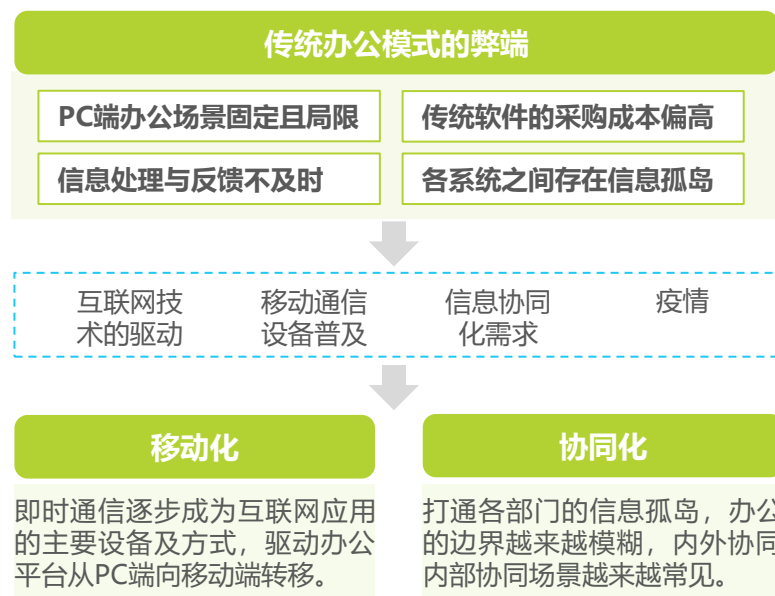 传统办公模式的弊端
PC端办公场景固定且局限
传统软件的采购成本偏高
信息处理与反馈不及时
各系统之间存在信息孤岛
互联网技
术的驱动
移动通信
设备普及
信息协同
化需求
疫情
移动化
即时通信逐步成为互联网应用
的主要设备及方式，驱动办公
平台从PC端向移动端转移。
协同化
打通各部门的信息孤岛，办公
的边界越来越模糊，内外协同
内部协同场景越来越常见。